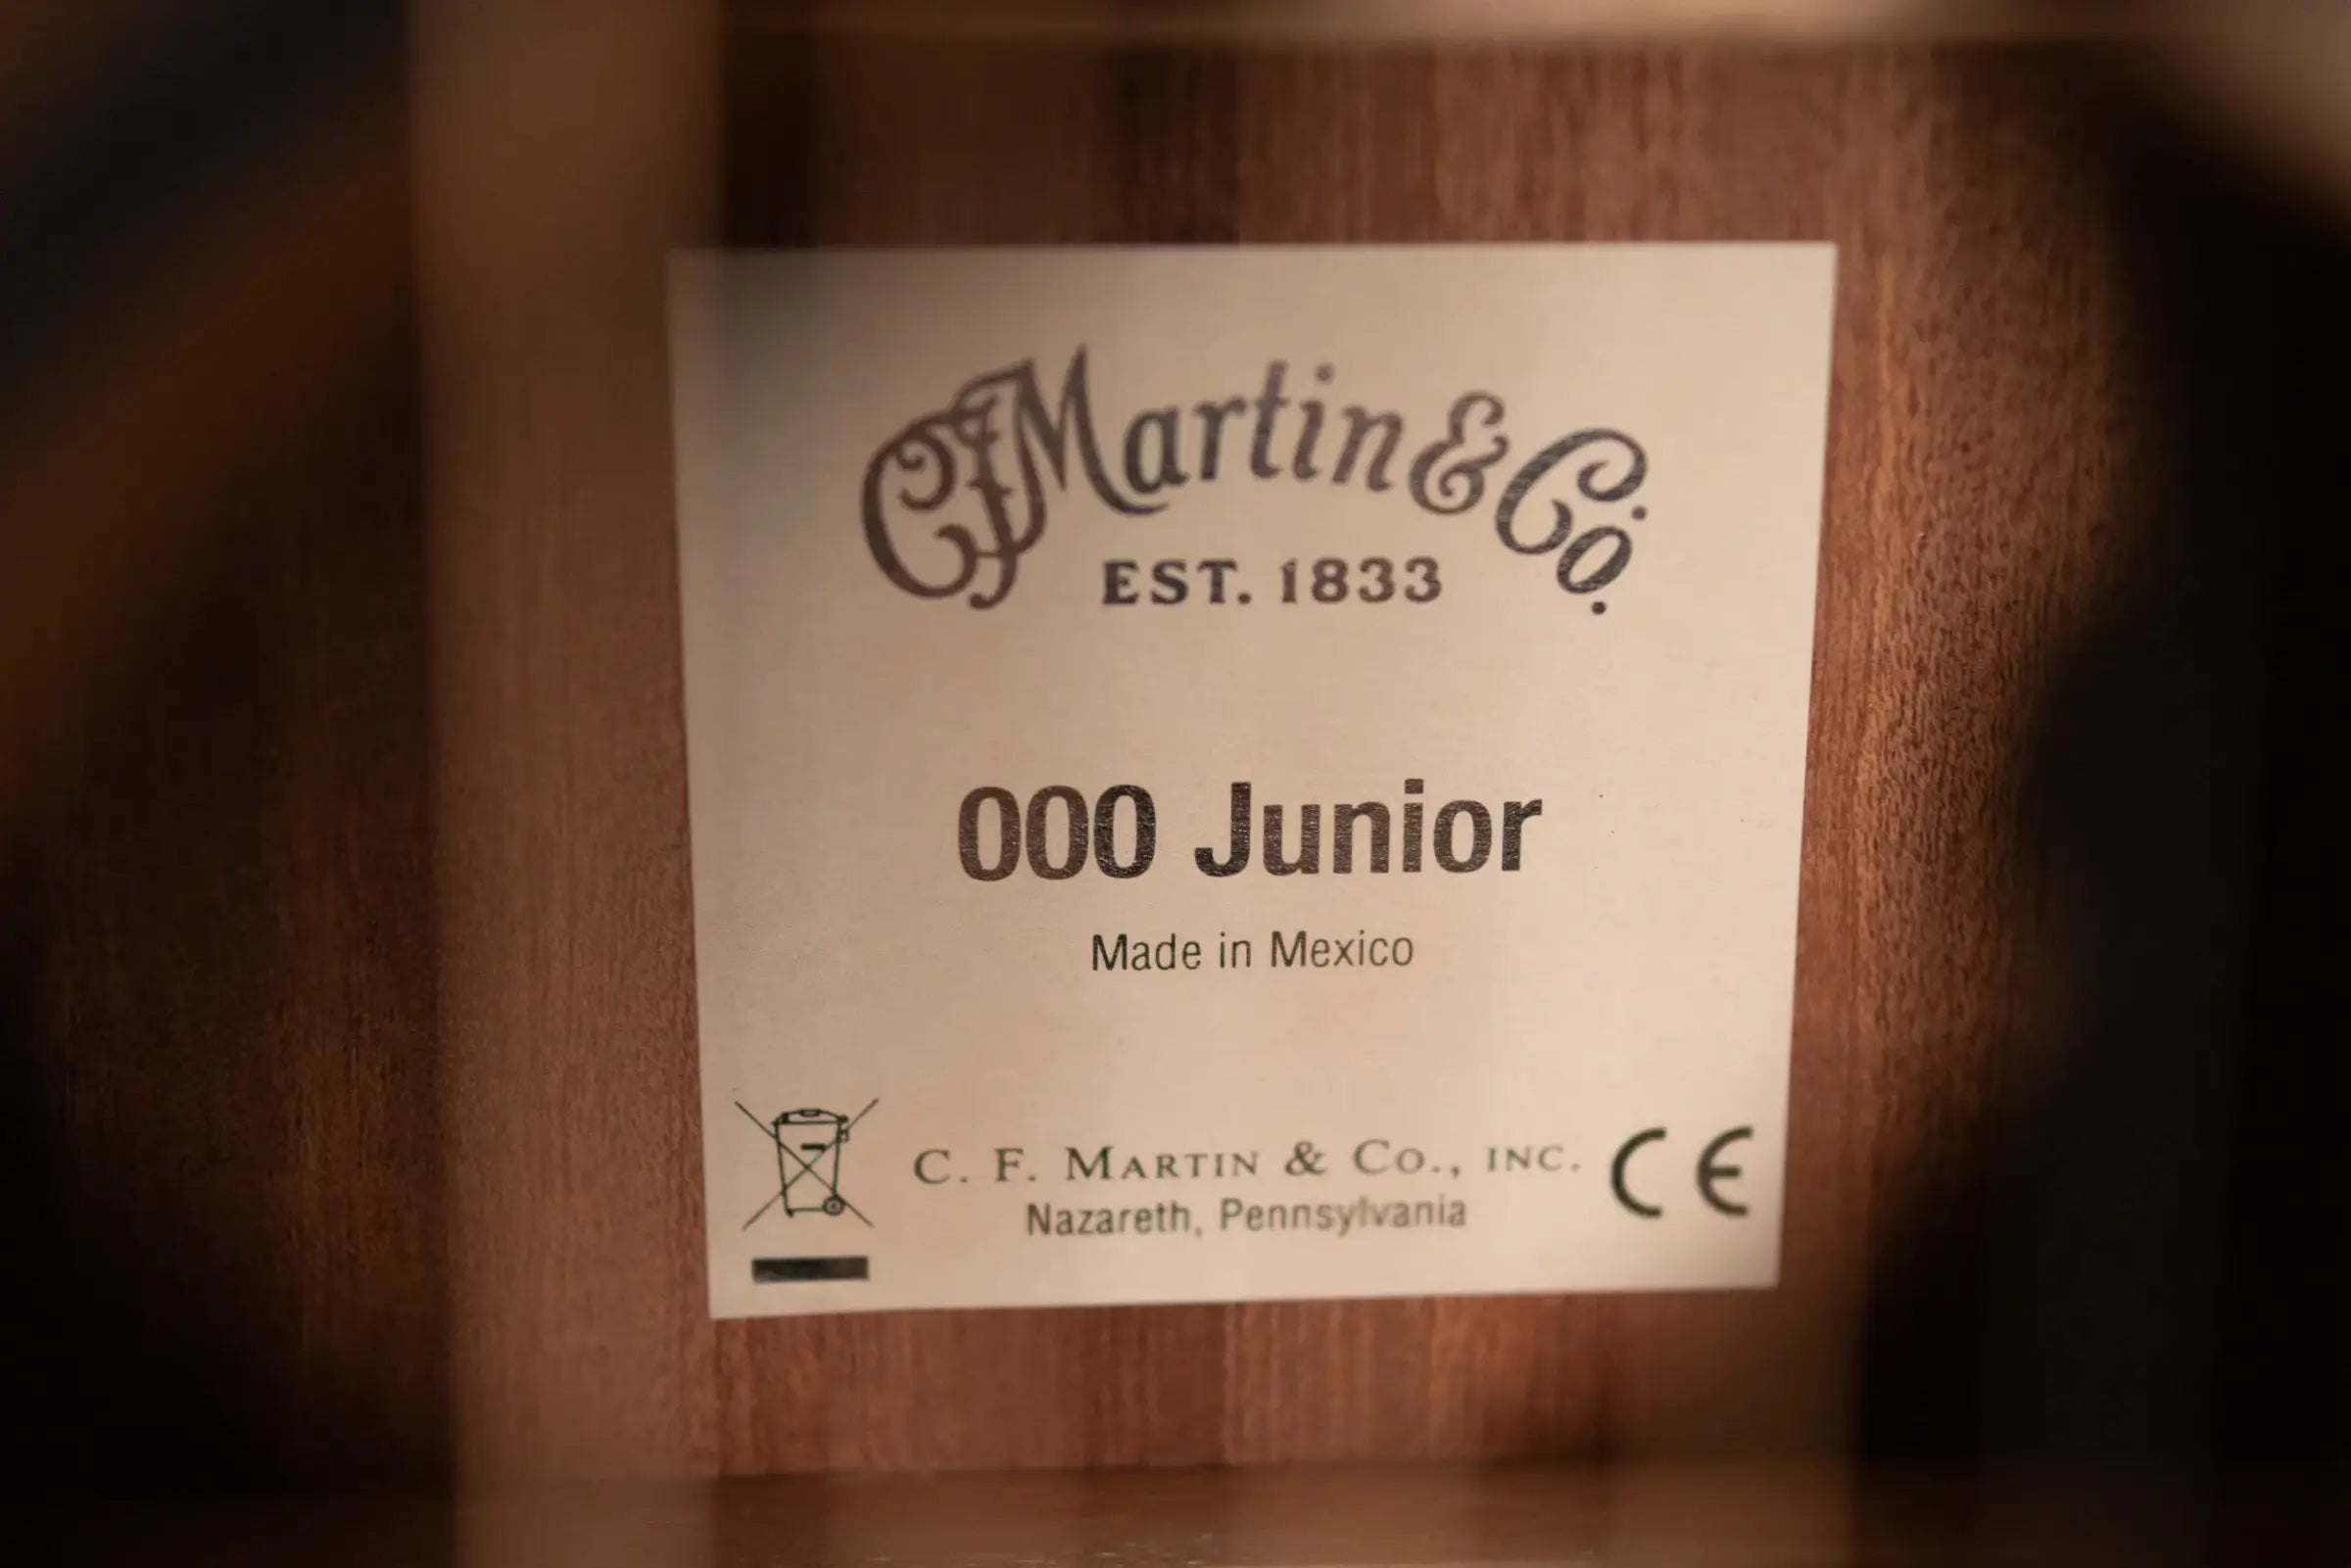 CFMartin & Co.
EST. 1833
000 Junior
Made in Mexico
C. F. MARTIN & CO., INC.
Nazareth, Pennsylvania
CE